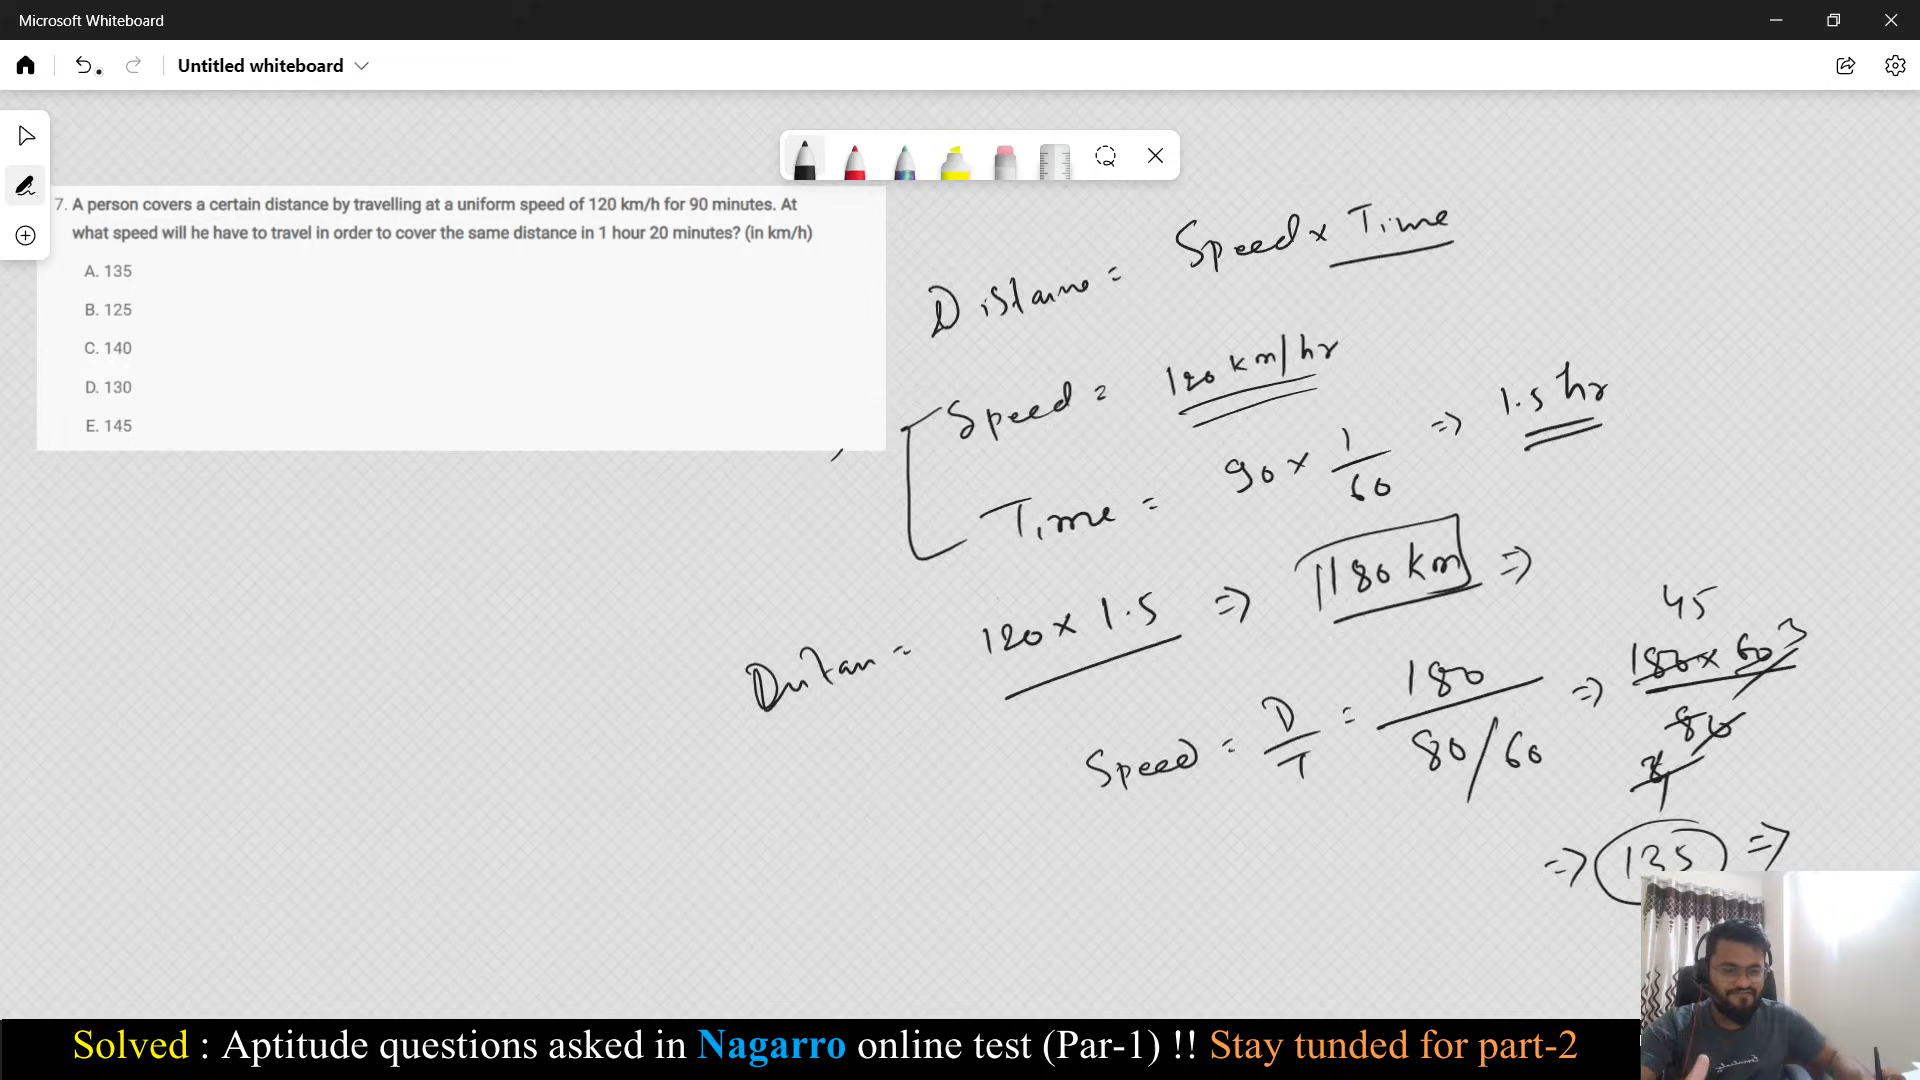 Microsoft Whiteboard
Untitled whiteboard
7. A person covers a certain distance by travelling at a uniform speed of 120 km/h for 90 minutes. At
what speed will he have to travel in order to cover the same distance in 1 hour 20 minutes? (in km/h)
A. 135
B. 125
C. 140
D. 130
E. 145
Distance = Speed x Time
Speed = 120 km/hr
Time = 90 x 1/60 => 1.5 hr
Distan = 120 x 1.5 => 180 km =>
45
Speed = D/T = 180/80/60 => 180 x 60 3
80
4
=> 135 =>
Solved : Aptitude questions asked in Nagarro online test (Par-1) !! Stay tunded for part-2